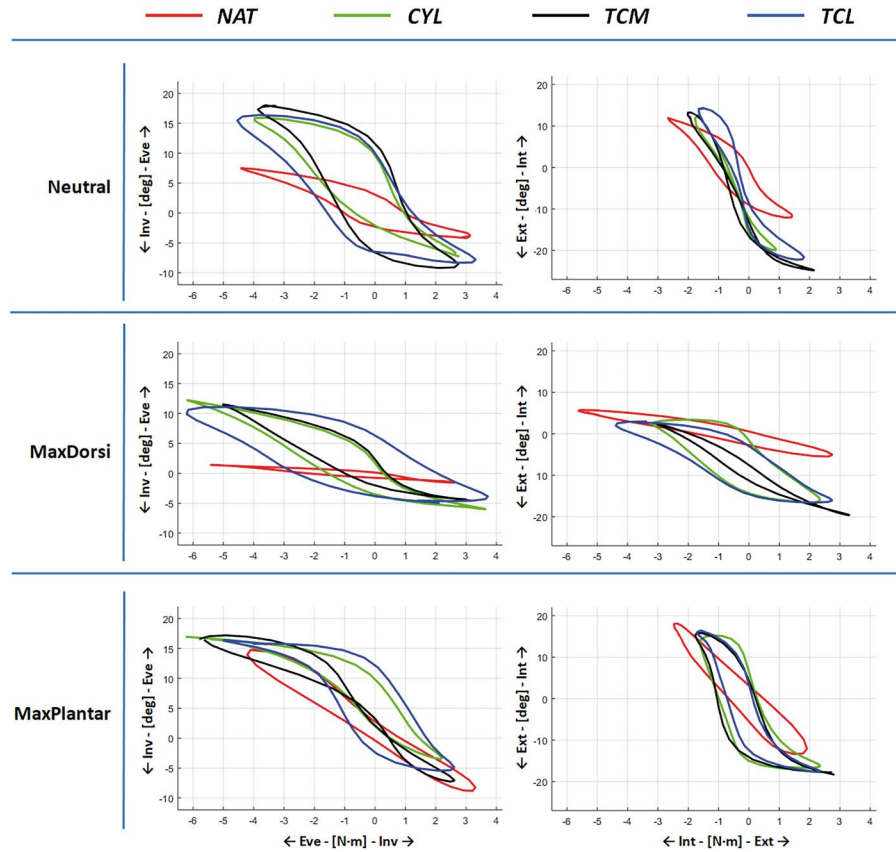 NAT CYL TCM TCL
Neutral
← Inv - [deg] - Eve →
20
15
10
5
0
-5
-10
-6 -5 -4 -3 -2 -1 0 1 2 3 4
← Ext - [deg] - Int →
20
10
0
-10
-20
-6 -5 -4 -3 -2 -1 0 1 2 3 4
MaxDorsi
← Inv - [deg] - Eve →
20
15
10
5
0
-5
-10
-6 -5 -4 -3 -2 -1 0 1 2 3 4
← Ext - [deg] - Int →
20
10
0
-10
-20
-6 -5 -4 -3 -2 -1 0 1 2 3 4
MaxPlantar
← Inv - [deg] - Eve →
20
15
10
5
0
-5
-10
-6 -5 -4 -3 -2 -1 0 1 2 3 4
← Eve - [N·m] - Inv →
← Ext - [deg] - Int →
20
10
0
-10
-20
-6 -5 -4 -3 -2 -1 0 1 2 3 4
← Int - [N·m] - Ext →